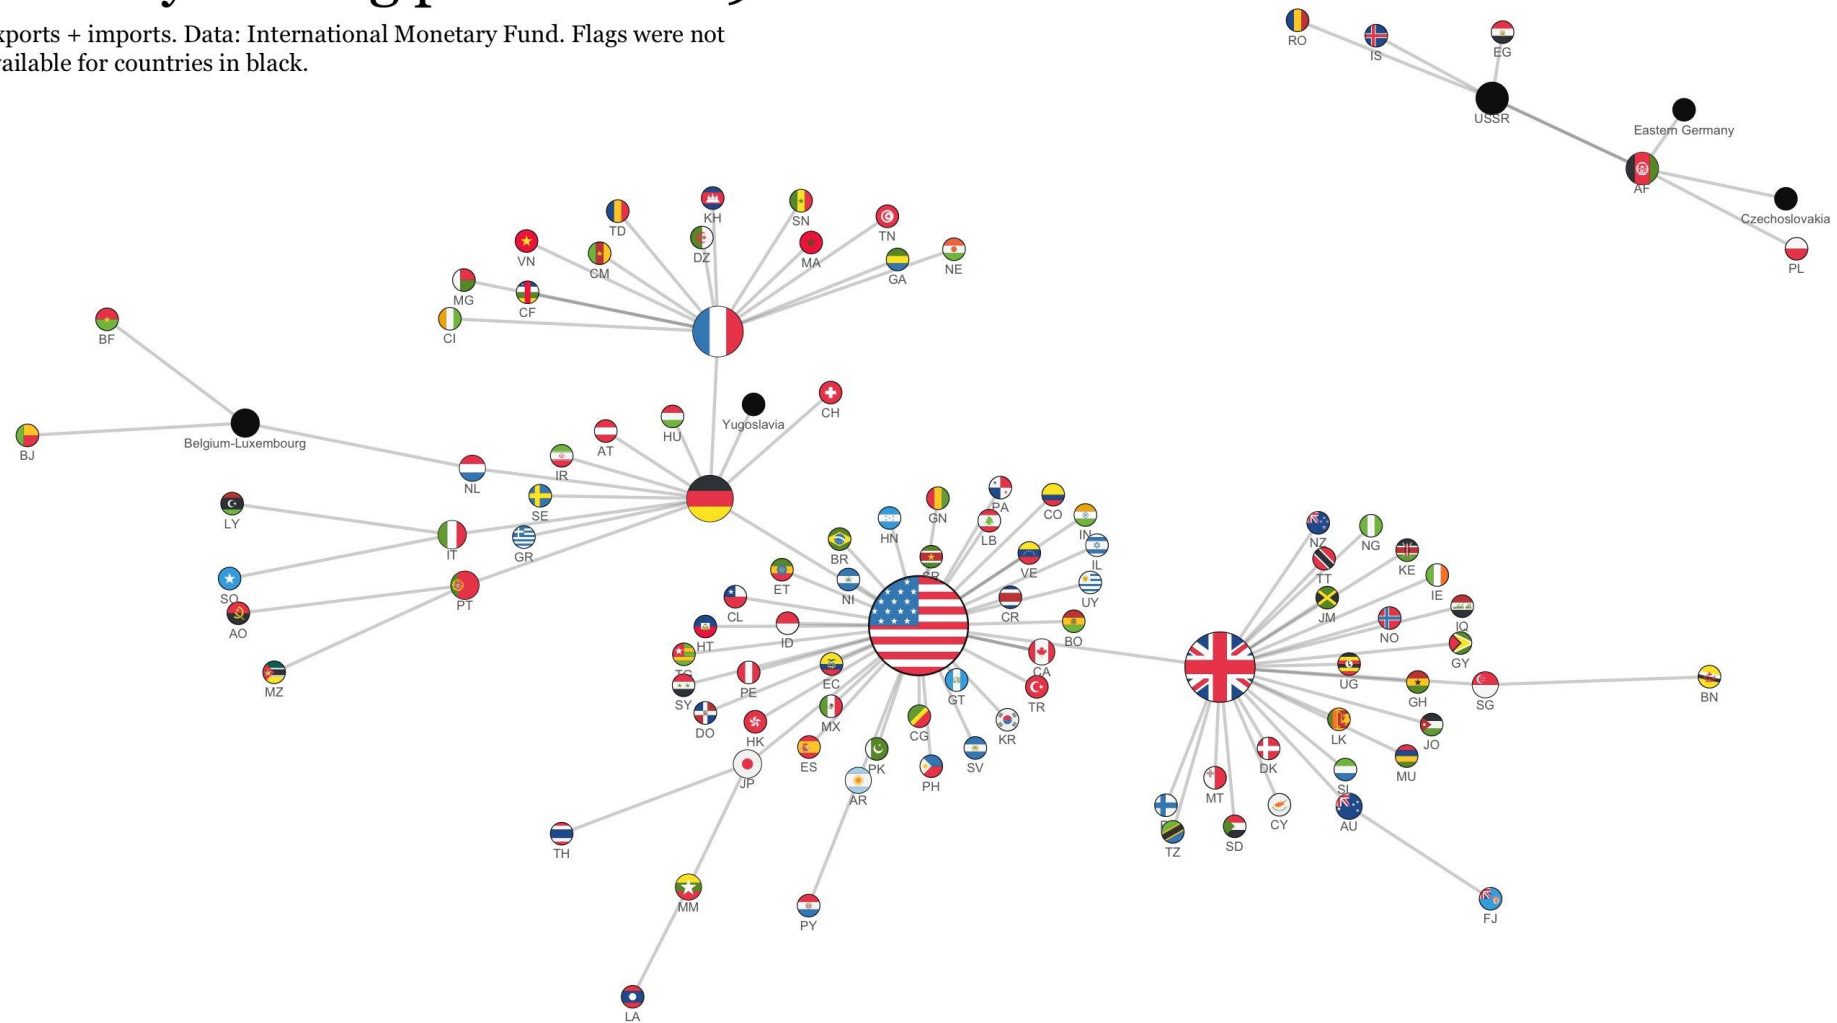 xports + imports. Data: International Monetary Fund. Flags were not
ailable for countries in black.
RO
IS
EG
USSR
Eastern Germany
AF
Czechoslovakia
PL
KH
SN
TD
TN
VN
CM
DZ
MA
GA
NE
MG
CF
CI
BF
BJ
Belgium-Luxembourg
CH
Yugoslavia
HU
AT
IR
NL
SE
GR
IT
LY
SO
AO
PT
MZ
PA
CO
GN
HN
LB
IN
BR
VE
IL
ET
NI
UY
CL
CR
HT
ID
BO
CA
SY
PE
EC
GT
TR
DO
HK
MX
CG
KR
ES
PK
SV
JP
AR
PH
TH
MM
PY
LA
NZ
NG
TT
KE
IE
JM
NO
IQ
GY
UG
GH
SG
BN
LK
JO
DK
MU
MT
SL
CY
AU
TZ
SD
FJ